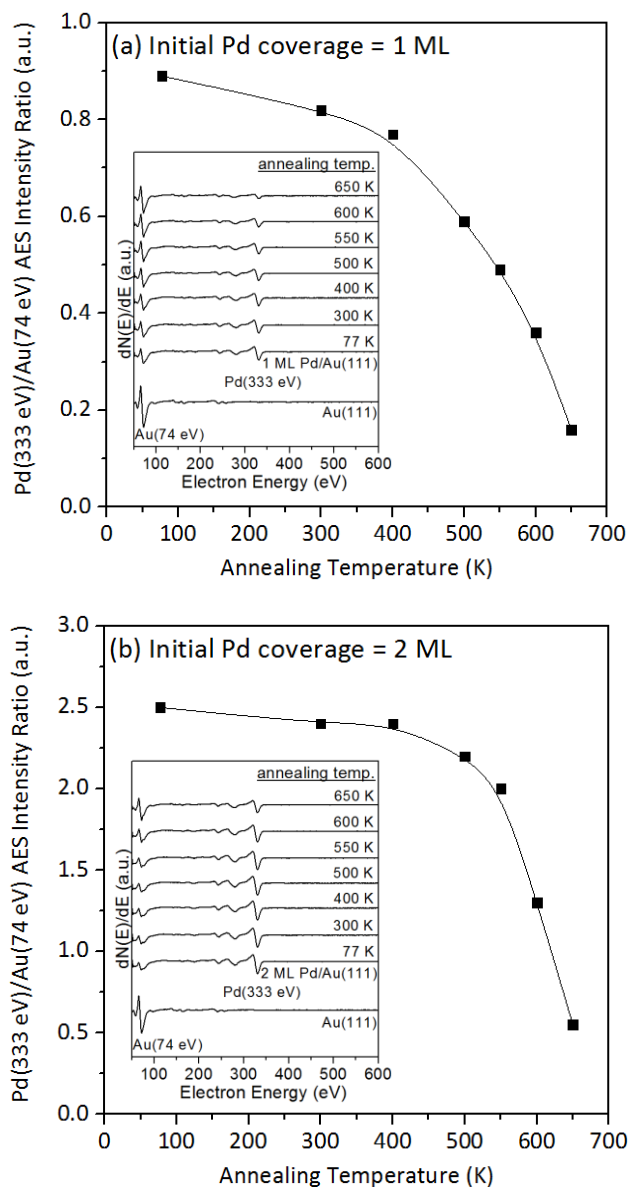 (a) Initial Pd coverage = 1 ML
Pd(333 eV)/Au(74 eV) AES Intensity Ratio (a.u.)
1.0
0.8
0.6
0.4
0.2
0.0
annealing temp.
650 K
600 K
550 K
500 K
400 K
300 K
77 K
1 ML Pd/Au(111)
Pd(333 eV)
Au(111)
Au(74 eV)
dN(E)/dE (a.u.)
100 200 300 400 500 600
Electron Energy (eV)
0 100 200 300 400 500 600 700
Annealing Temperature (K)
(b) Initial Pd coverage = 2 ML
Pd(333 eV)/Au(74 eV) AES Intensity Ratio (a.u.)
3.0
2.5
2.0
1.5
1.0
0.5
0.0
annealing temp.
650 K
600 K
550 K
500 K
400 K
300 K
77 K
2 ML Pd/Au(111)
Pd(333 eV)
Au(111)
Au(74 eV)
dN(E)/dE (a.u.)
100 200 300 400 500 600
Electron Energy (eV)
0 100 200 300 400 500 600 700
Annealing Temperature (K)